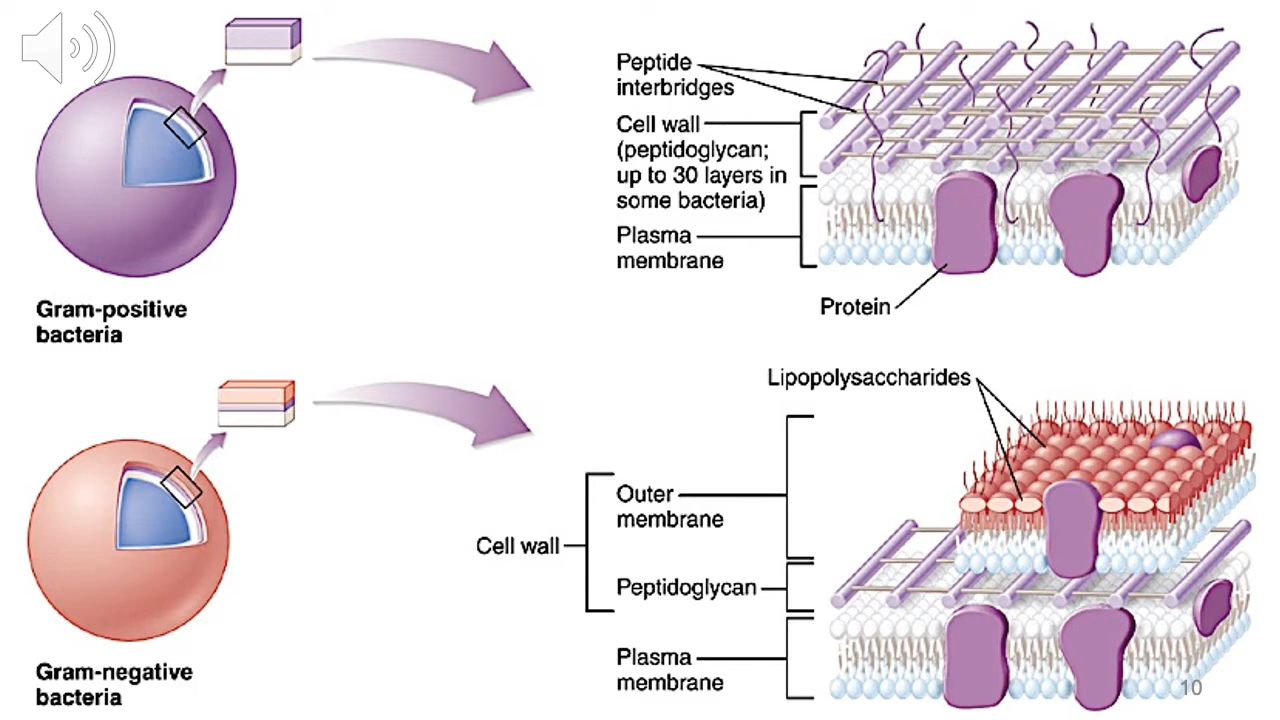 Peptide
interbridges
Cell wall
(peptidoglycan;
up to 30 layers in
some bacteria)
Plasma
membrane
Protein
Gram-positive
bacteria
Lipopolysaccharides
Outer
membrane
Cell wall
Peptidoglycan
Plasma
membrane
Gram-negative
bacteria
10